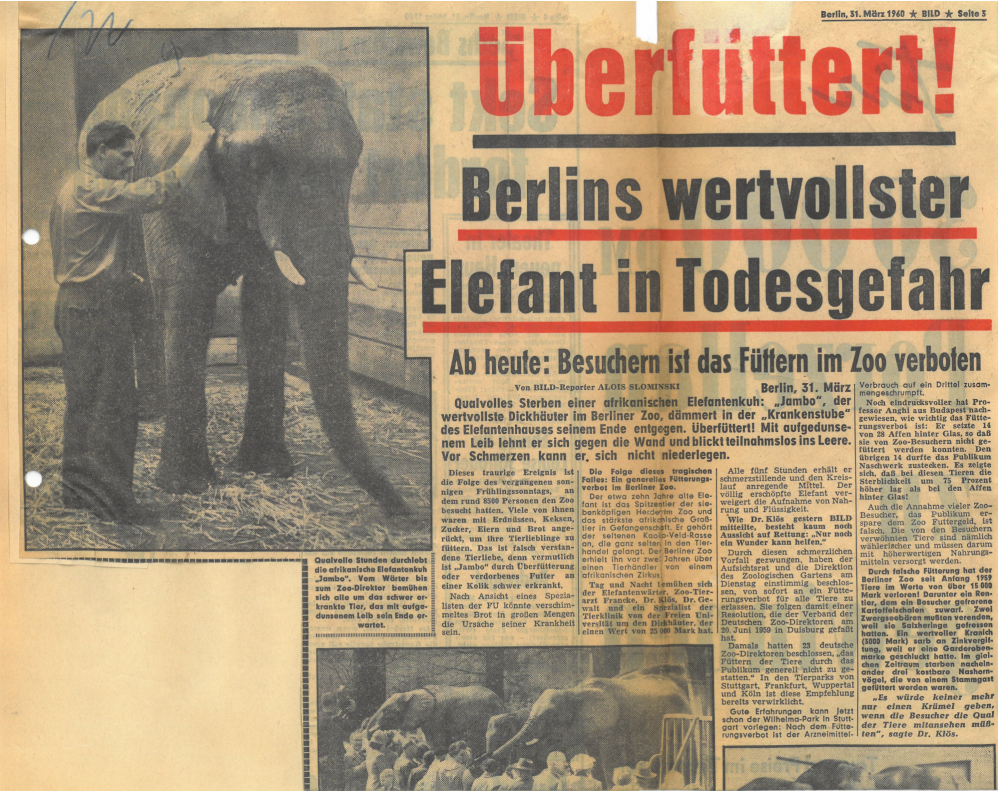 Berlin, 31. März 1960 ★ BILD ★ Seite 3
Überfüttert!
Berlins wertvollster
Elefant in Todesgefahr
Ab heute: Besuchern ist das Füttern im Zoo verboten
Von BILD-Reporter ALOIS SLOMINSKI
Berlin, 31. März
Qualvolles Sterben einer afrikanischen Elefantenkuh: „Jambo", der
wertvollste Dickhäuter im Berliner Zoo, dämmert in der „Krankenstube"
des Elefantenhauses seinem Ende entgegen. Überfüttert! Mit aufgedunse-
nem Leib lehnt er sich gegen die Wand und blickt teilnahmslos ins Leere.
Vor Schmerzen kann er, sich nicht niederlegen.
Dieses traurige Ereignis ist
die Folge des vergangenen son-
nigen Frühlingssonntags, an
dem rund 8500 Personen den Zoo
besucht hatten. Viele von ihnen
waren mit Erdnüssen, Keksen,
Zucker, Eiern und Brot ange-
rückt, um ihre Tierlieblinge zu
füttern. Das ist falsch verstan-
dene Tierliebe, denn vermutlich
ist „Jambo" durch Überfütterung
oder verdorbenes Futter an
einer Kolik schwer erkrankt.
Nach Ansicht eines Spezia-
listen der FU könnte verschim-
meltes Brot in großen Mengen
die Ursache seiner Krankheit
sein.
Die Folge dieses tragischen
Falles: Ein generelles Fütterungs-
verbot im Berliner Zoo.
Der etwa zehn Jahre alte Ele-
fant ist das Spitzentier der sie-
benköpfigen Herde im Zoo und
das stärkste afrikanische Groß-
tier in Gefangenschaft. Er gehört
der seltenen Kaola-Veld-Rasse
an, die ganz selten in den Tier-
handel gelangt. Der Berliner Zoo
erhielt ihn vor zwei Jahren über
einen Tierhändler von einem
afrikanischen Zirkus.
Tag und Nacht bemühen sich
der Elefantenwärter, Zoo-Tier-
arzt Francke, Dr. Klös, Dr. Ge-
walt und ein Spezialist der
Tierklinik von der Freien Uni-
versität um den Dickhäuter, der
einen Wert von 25 000 Mark hat.
Alle fünf Stunden erhält er
schmerzstillende und den Kreis-
lauf anregende Mittel. Der
völlig erschöpfte Elefant ver-
weigert die Aufnahme von Nah-
rung und Flüssigkeit.
Wie Dr. Klös gestern BILD
mitteilte, besteht kaum noch
Aussicht auf Rettung: „Nur noch
ein Wunder kann helfen."
Durch diesen schmerzlichen
Vorfall gezwungen, haben der
Aufsichtsrat und die Direktion
des Zoologischen Gartens am
Dienstag einstimmig beschlos-
sen, von sofort an ein Fütte-
rungsverbot für alle Tiere zu
erlassen. Sie folgen damit einer
Resolution, die der Verband der
Deutschen Zoo-Direktoren am
20. Juni 1959 in Duisburg gefaßt
hat.
Damals hatten 23 deutsche
Zoo-Direktoren beschlossen, „das
Füttern der Tiere durch das
Publikum generell nicht zu ge-
statten." In den Tierparks von
Stuttgart, Frankfurt, Wuppertal
und Köln ist diese Empfehlung
bereits verwirklicht.
Gute Erfahrungen kann jetzt
schon der Wilhelma-Park in Stutt-
gart vorlegen: Nach dem Fütte-
rungsverbot ist der Arzneimittel-
Verbrauch auf ein Drittel zusam-
mengeschrumpft.
Noch eindrucksvoller hat Pro-
fessor Anghi aus Budapest nach-
gewiesen, wie wichtig das Fütte-
rungsverbot ist: Er setzte 14
von 28 Affen hinter Glas, so daß
sie von Zoo-Besuchern nicht ge-
füttert werden konnten. Den
übrigen 14 durfte das Publikum
Naschwerk zustecken. Es zeigte
sich, daß bei diesen Tieren die
Sterblichkeit um 75 Prozent
höher lag als bei den Affen
hinter Glas!
Auch die Annahme vieler Zoo-
Besucher, das Publikum er-
spare dem Zoo Futtergeld, ist
falsch. Die von den Besuchern
verwöhnten Tiere sind nämlich
wählerischer und müssen darum
mit höherwertigen Nahrungs-
mitteln versorgt werden.
Durch falsche Fütterung hat der
Berliner Zoo seit Anfang 1959
Tiere im Werte von über 15 000
Mark verloren! Darunter ein Ren-
tier, dem ein Besucher gefrorene
Kartoffelschalen zuwarf. Zwei
Zwergseebären mußten verenden,
weil sie Salzheringe gefressen
hatten. Ein wertvoller Kranich
(3000 Mark) sarb an Zinkvergif-
tung, weil er eine Garderoben-
marke geschluckt hatte. Im glei-
chen Zeitraum starben nachein-
ander drei kostbare Nashorn-
vögel, die von einem Stammgast
gefüttert worden waren.
„Es würde keiner mehr
nur einen Krümel geben,
wenn die Besucher die Qual
der Tiere mitansehen müß-
ten", sagte Dr. Klös.
Qualvolle Stunden durchlebt
die afrikanische Elefantenkuh
„Jambo". Vom Wärter bis
zum Zoo-Direktor bemühen
sich alle um das schwer er-
krankte Tier, das mit aufge-
dunsenem Leib sein Ende er-
wartet.